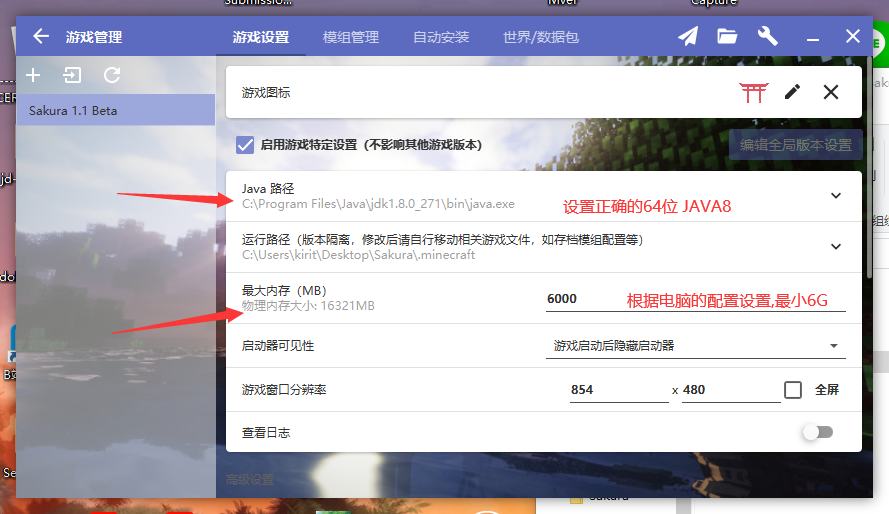 Submissio...
Mver
Capture
游戏管理
游戏设置
模组管理
自动安装
世界/数据包
Sakura 1.1 Beta
游戏图标
启用游戏特定设置（不影响其他游戏版本）
编辑全局版本设置
Java 路径
C:\Program Files\Java\jdk1.8.0_271\bin\java.exe
设置正确的64位 JAVA8
运行路径（版本隔离，修改后请自行移动相关游戏文件，如存档模组配置等）
C:\Users\kirit\Desktop\Sakura\.minecraft
最大内存（MB）
物理内存大小: 16321MB
6000
根据电脑的配置设置,最小6G
启动器可见性
游戏启动后隐藏启动器
游戏窗口分辨率
854 x 480
全屏
查看日志
高级设置
Sakura